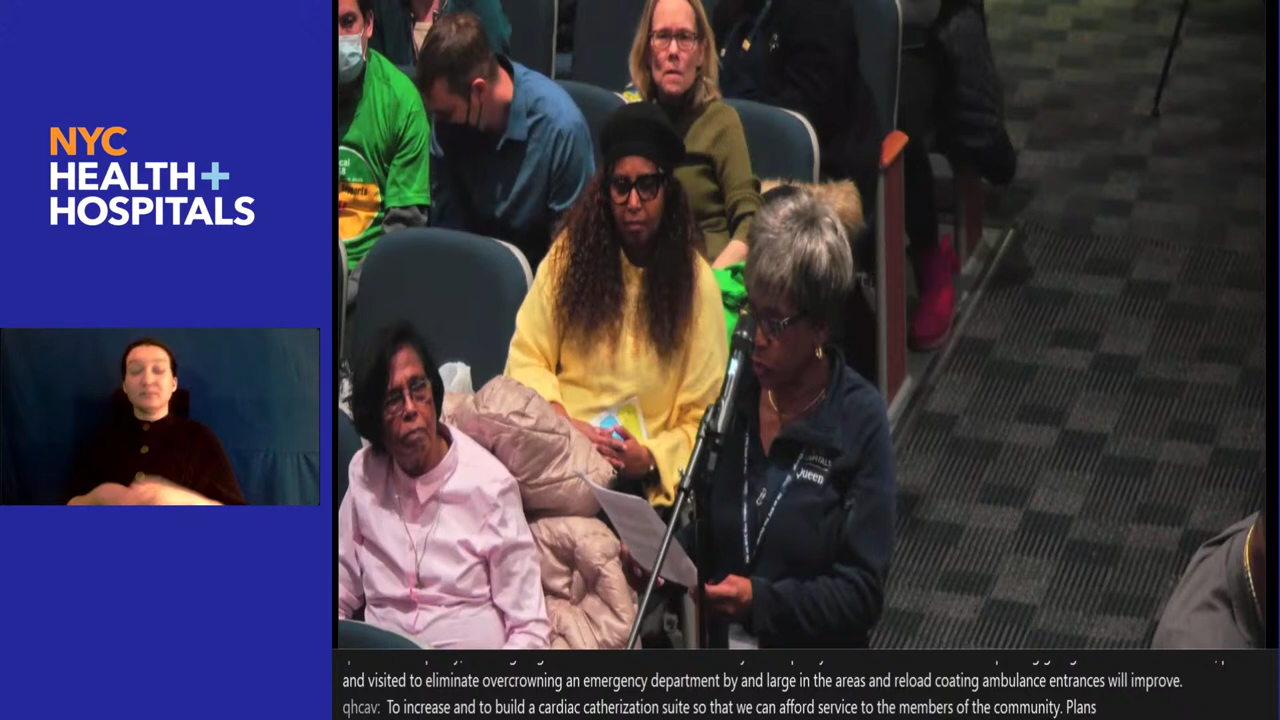 NYC
HEALTH+
HOSPITALS
Queen
and visited to eliminate overcrowning an emergency department by and large in the areas and reload coating ambulance entrances will improve.
qhcav: To increase and to build a cardiac catherization suite so that we can afford service to the members of the community. Plans